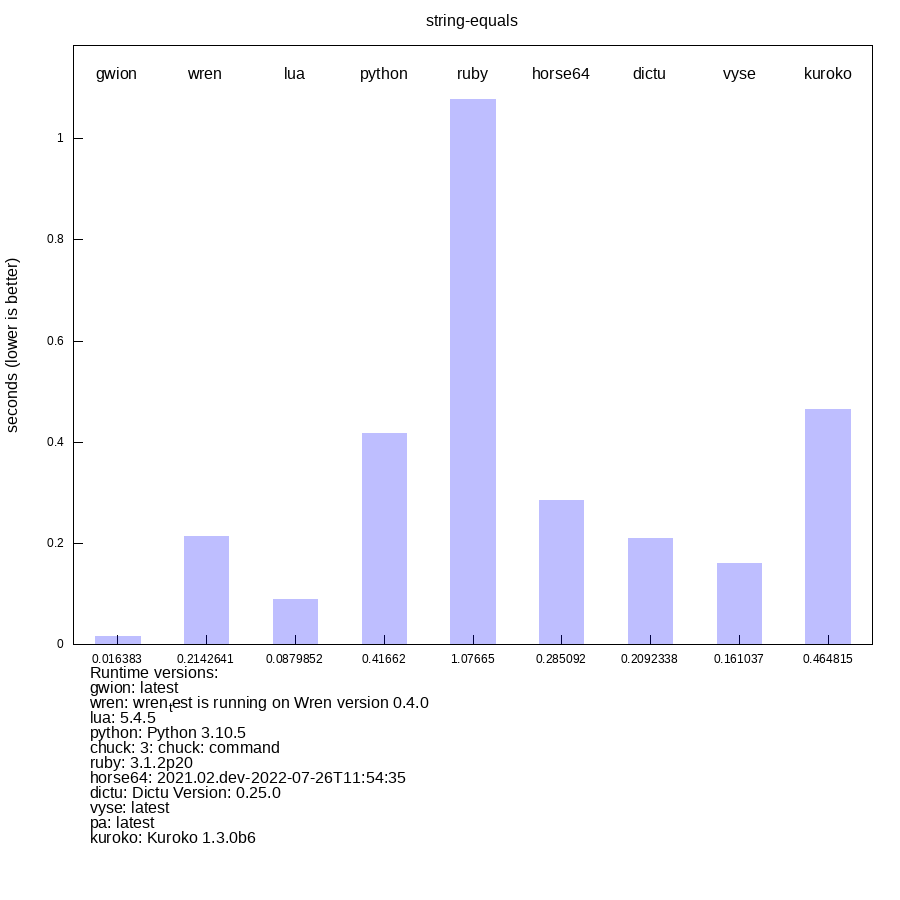 string-equals
gwion wren lua python ruby horse64 dictu vyse kuroko
seconds (lower is better)
1
0.8
0.6
0.4
0.2
0
0.016383 0.2142641 0.0879852 0.41662 1.07665 0.285092 0.2092338 0.161037 0.464815
Runtime versions:
gwion: latest
wren: wrentest is running on Wren version 0.4.0
lua: 5.4.5
python: Python 3.10.5
chuck: 3: chuck: command
ruby: 3.1.2p20
horse64: 2021.02.dev-2022-07-26T11:54:35
dictu: Dictu Version: 0.25.0
vyse: latest
pa: latest
kuroko: Kuroko 1.3.0b6